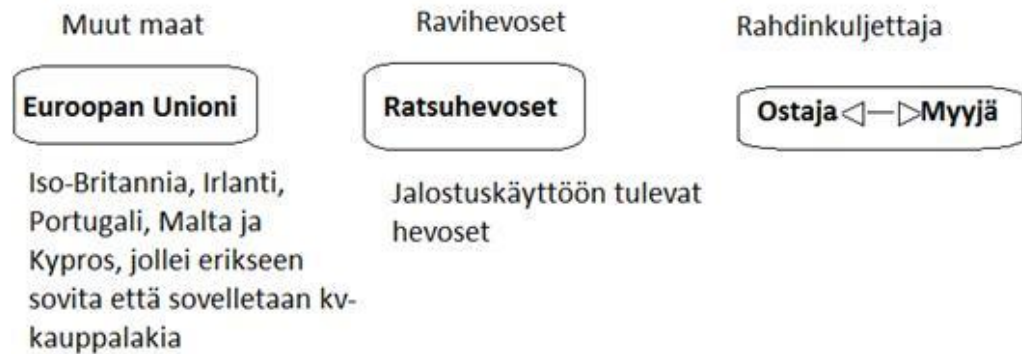 Muut maat
Euroopan Unioni
Iso-Britannia, Irlanti,
Portugali, Malta ja
Kypros, jollei erikseen
sovita että sovelletaan kv-
kauppalakia
Ravihevoset
Ratsuhevoset
Jalostuskäyttöön tulevat
hevoset
Rahdinkuljettaja
Ostaja Myyjä